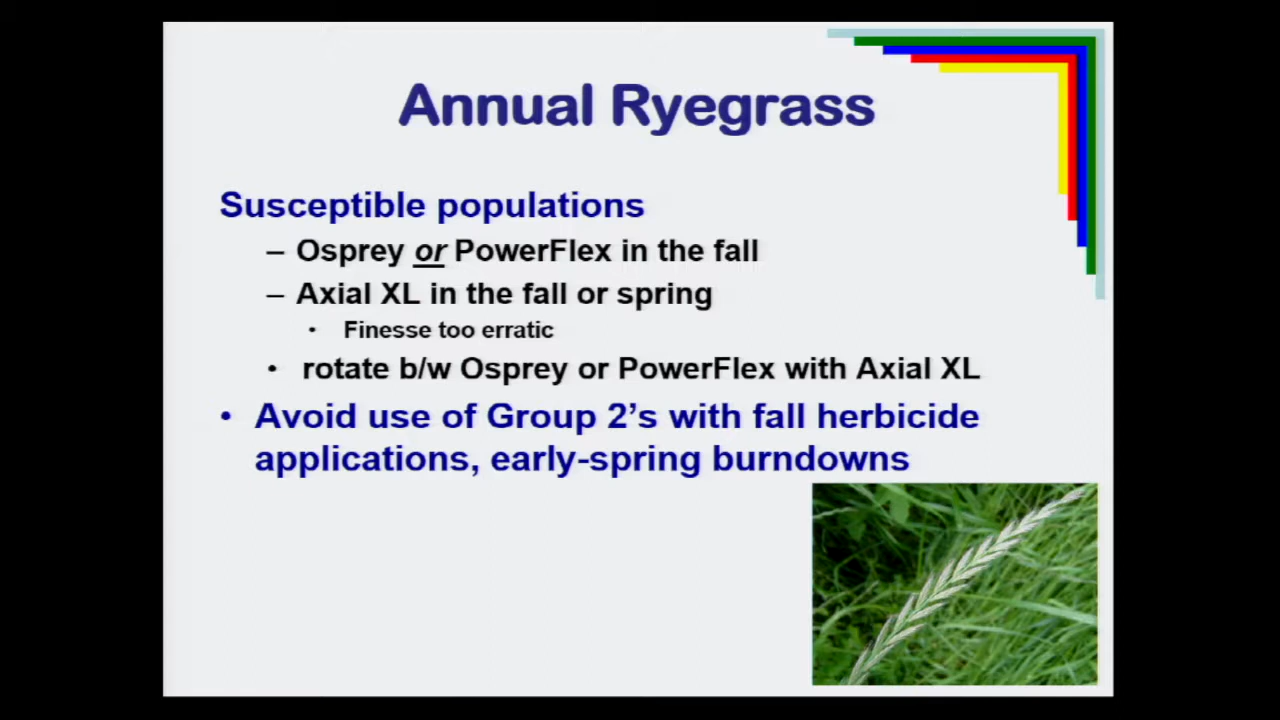 Annual Ryegrass
Susceptible populations
– Osprey or PowerFlex in the fall
– Axial XL in the fall or spring
• Finesse too erratic
• rotate b/w Osprey or PowerFlex with Axial XL
• Avoid use of Group 2’s with fall herbicide
applications, early-spring burndowns